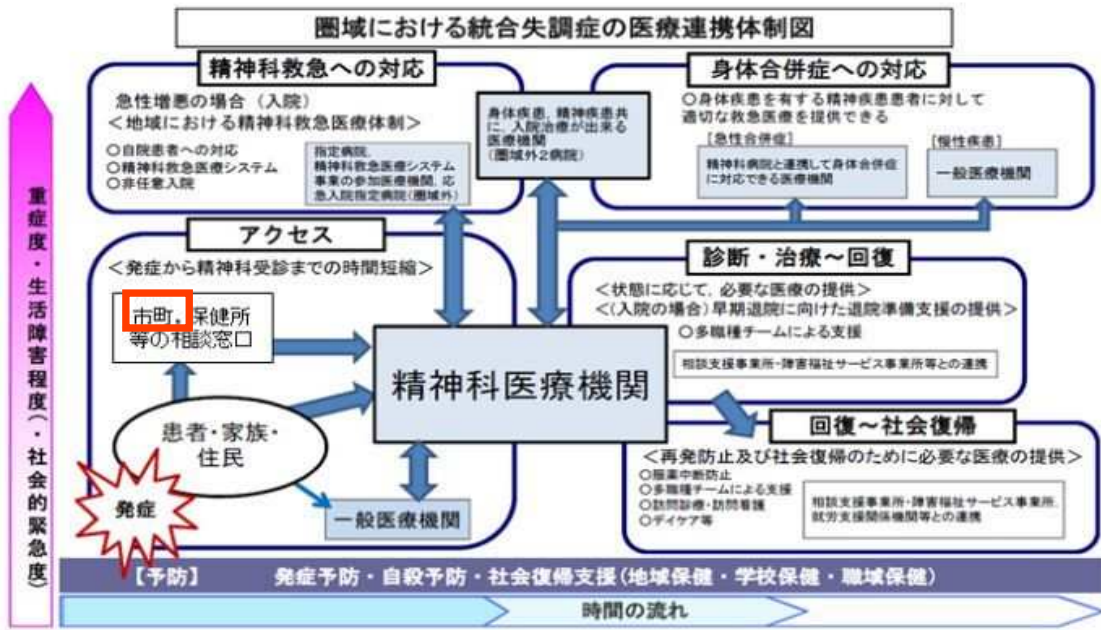 圏域における統合失調症の医療連携体制図
重症度・生活障害程度(・社会的緊急度)
精神科救急への対応
急性増悪の場合(入院)
<地域における精神科救急医療体制>
○自院患者への対応
○精神科救急医療システム
○非任意入院
指定病院,
精神科救急医療システム
事業の参加医療機関、応
急入院指定病院(圏域外)
身体疾患,精神疾患共
に,入院治療が出来る
医療機関
(圏域外2病院)
身体合併症への対応
○身体疾患を有する精神疾患患者に対して
適切な救急医療を提供できる
[急性合併症]
精神科病院と連携して身体合併症
に対応できる医療機関
[慢性疾患]
一般医療機関
アクセス
<発症から精神科受診までの時間短縮>
市町,保健所
等の相談窓口
患者・家族・
住民
発症
一般医療機関
精神科医療機関
診断・治療~回復
<状態に応じて,必要な医療の提供>
<(入院の場合)早期退院に向けた退院準備支援の提供>
○多職種チームによる支援
相談支援事業所・障害福祉サービス事業所等との連携
回復~社会復帰
<再発防止及び社会復帰のために必要な医療の提供>
○服薬中断防止
○多職種チームによる支援
○訪問診療・訪問看護
○デイケア等
相談支援事業所・障害福祉サービス事業所,
就労支援関係機関等との連携
【予防】 発症予防・自殺予防・社会復帰支援(地域保健・学校保健・職域保健)
時間の流れ